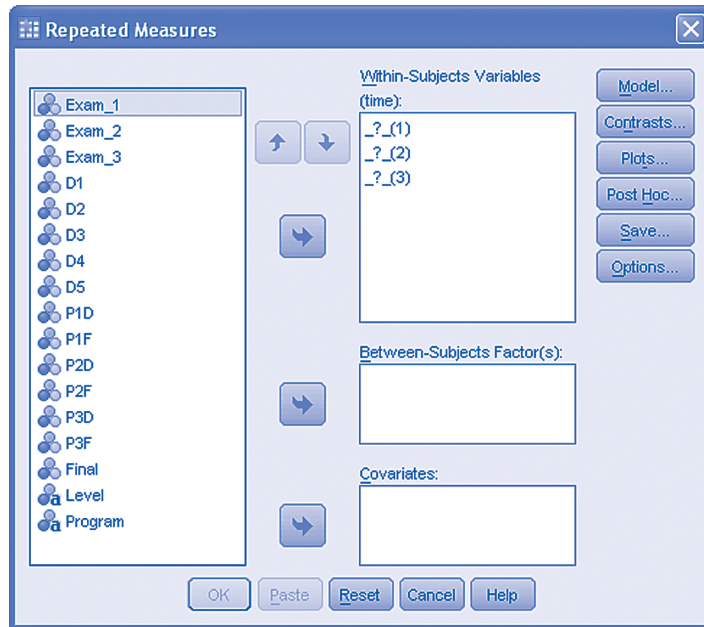 Repeated Measures
Exam_1
Exam_2
Exam_3
D1
D2
D3
D4
D5
P1D
P1F
P2D
P2F
P3D
P3F
Final
Level
Program
Within-Subjects Variables
(time):
_?_(1)
_?_(2)
_?_(3)
Between-Subjects Factor(s):
Covariates:
Model...
Contrasts...
Plots...
Post Hoc...
Save...
Options...
OK
Paste
Reset
Cancel
Help